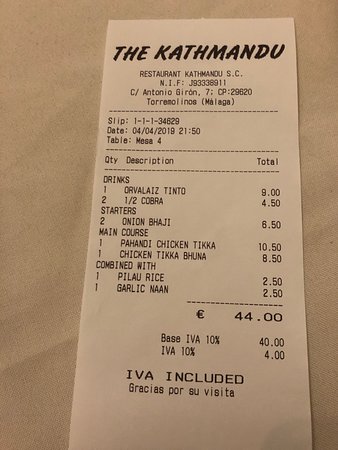 THE KATHMANDU
RESTAURANT KATHMANDU S.C.
N.I.F: J93336911
C/ Antonio Girón, 7; CP:29620
Torremolinos (Málaga)
Slip: 1-1-1-34629
Date: 04/04/2019 21:50
Table: Mesa 4
Qty Description Total
DRINKS
1 ORVALAIZ TINTO 9.00
2 1/2 COBRA 4.50
STARTERS
2 ONION BHAJI 6.50
MAIN COURSE
1 PAHANDI CHICKEN TIKKA 10.50
1 CHICKEN TIKKA BHUNA 8.50
COMBINED WITH
1 PILAU RICE 2.50
1 GARLIC NAAN 2.50
€ 44.00
Base IVA 10% 40.00
IVA 10% 4.00
IVA INCLUDED
Gracias por su visita